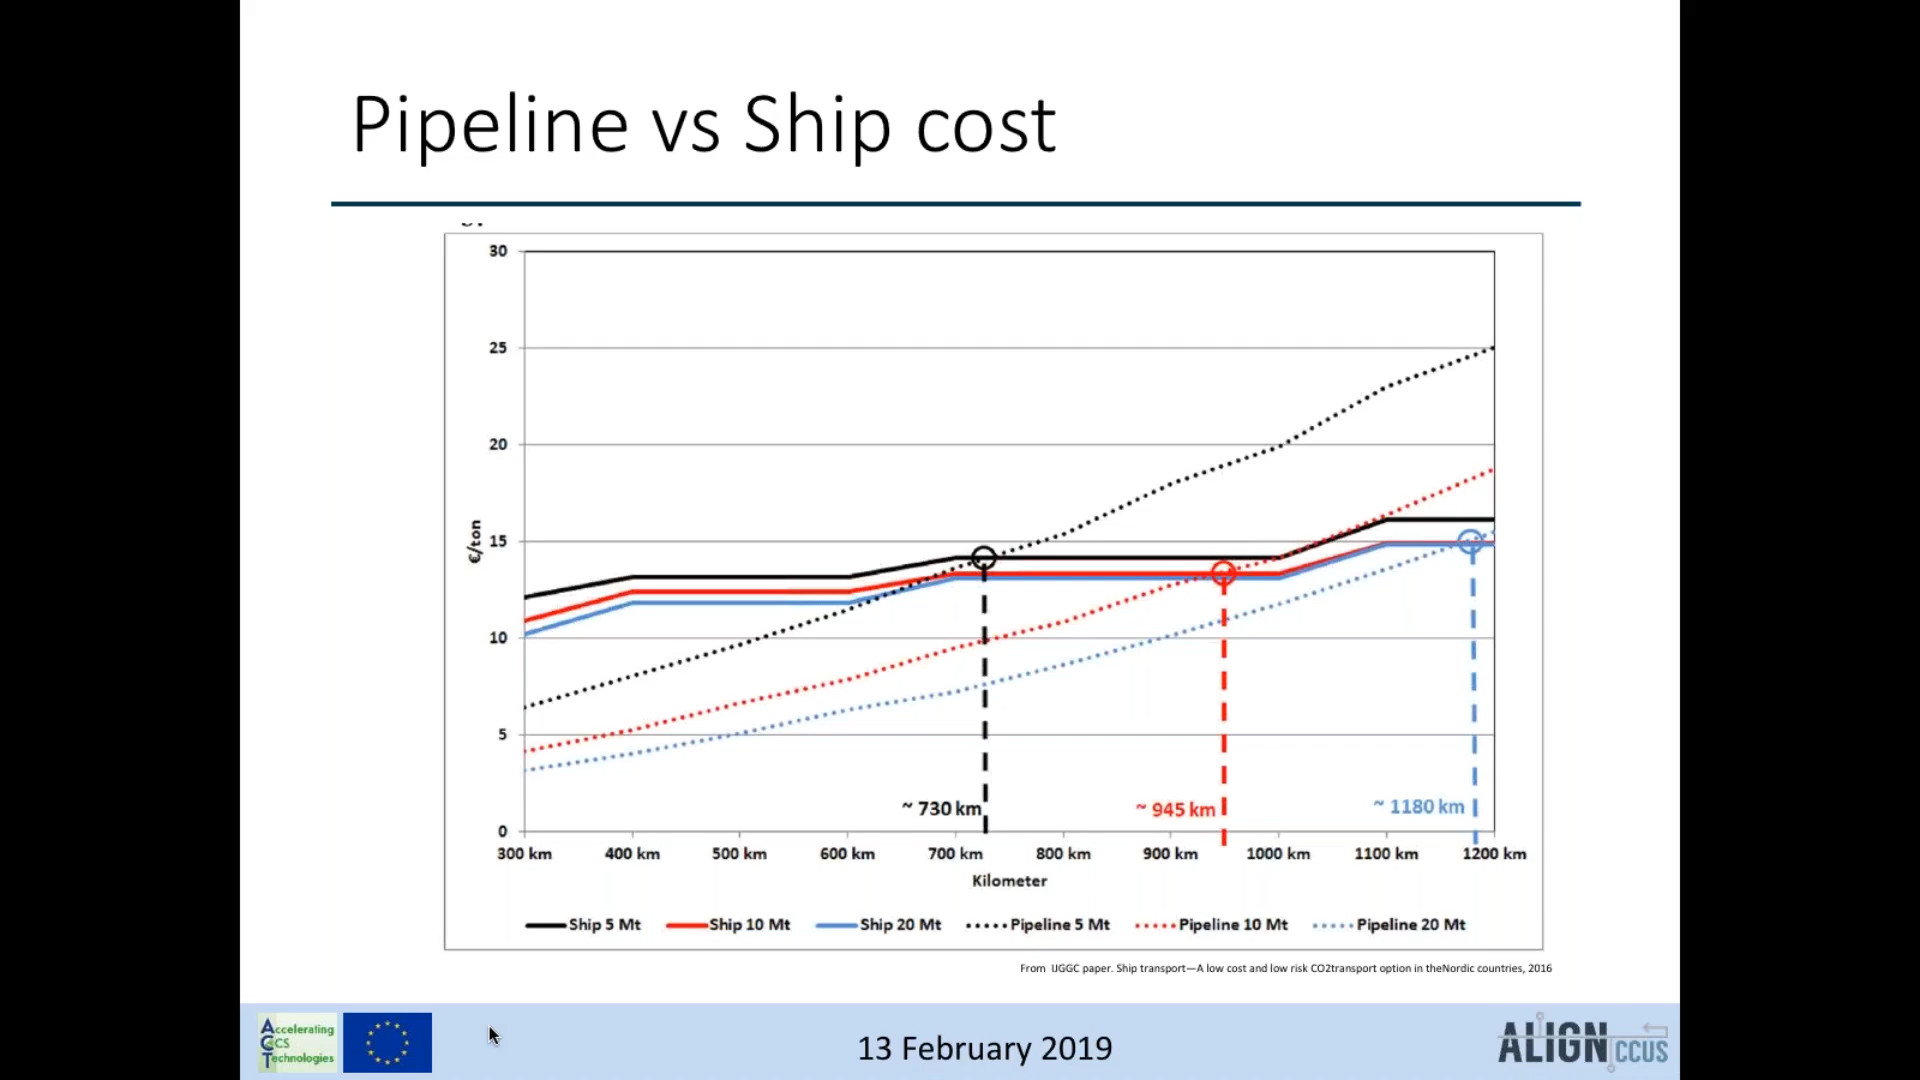 Pipeline vs Ship cost
30
25
20
15
10
5
0
€/ton
~ 730 km
~ 945 km
~ 1180 km
300 km 400 km 500 km 600 km 700 km 800 km 900 km 1000 km 1100 km 1200 km
Kilometer
Ship 5 Mt Ship 10 Mt Ship 20 Mt Pipeline 5 Mt Pipeline 10 Mt Pipeline 20 Mt
From IJGGC paper. Ship transport—A low cost and low risk CO2transport option in theNordic countries, 2016
Accelerating
CS
Technologies
13 February 2019
ALIGN CCUS